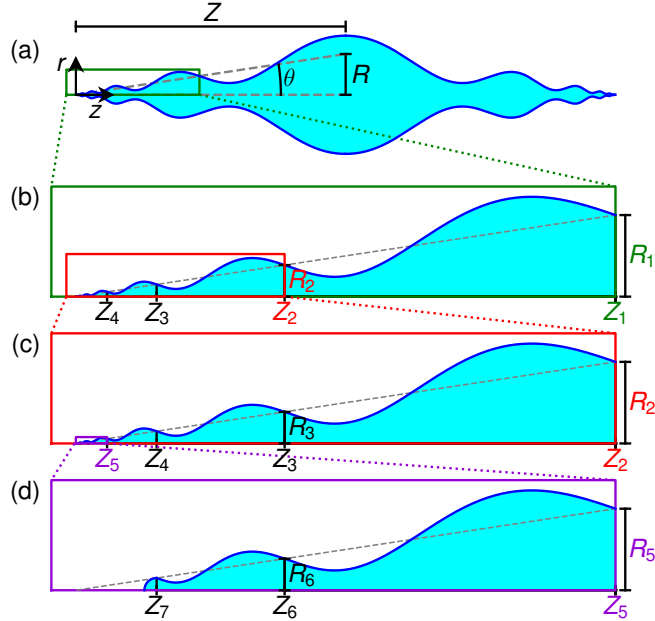 Z
(a)
r
z
θ
R
(b)
R₁
R₂
Z₄ Z₃ Z₂ Z₁
(c)
R₂
R₃
Z₅ Z₄ Z₃ Z₂
(d)
R₅
R₆
Z₇ Z₆ Z₅